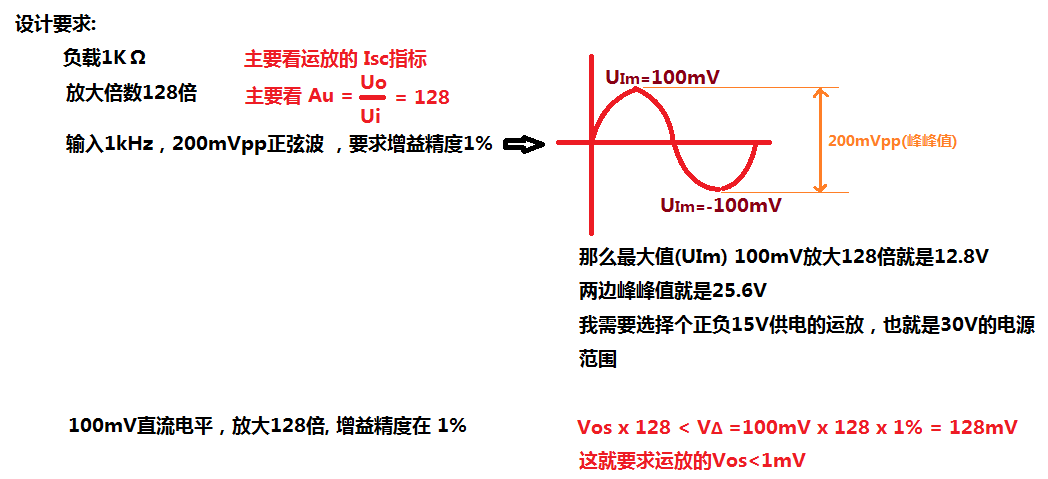 设计要求:
负载1KΩ
主要看运放的 Isc指标
放大倍数128倍
主要看 Au = Uo/Ui = 128
输入1kHz，200mVpp正弦波 ，要求增益精度1%
UIm=100mV
200mVpp(峰峰值)
UIm=-100mV
那么最大值(UIm) 100mV放大128倍就是12.8V
两边峰峰值就是25.6V
我需要选择个正负15V供电的运放，也就是30V的电源
范围
100mV直流电平，放大128倍, 增益精度在 1%
Vos x 128 < VΔ =100mV x 128 x 1% = 128mV
这就要求运放的Vos<1mV